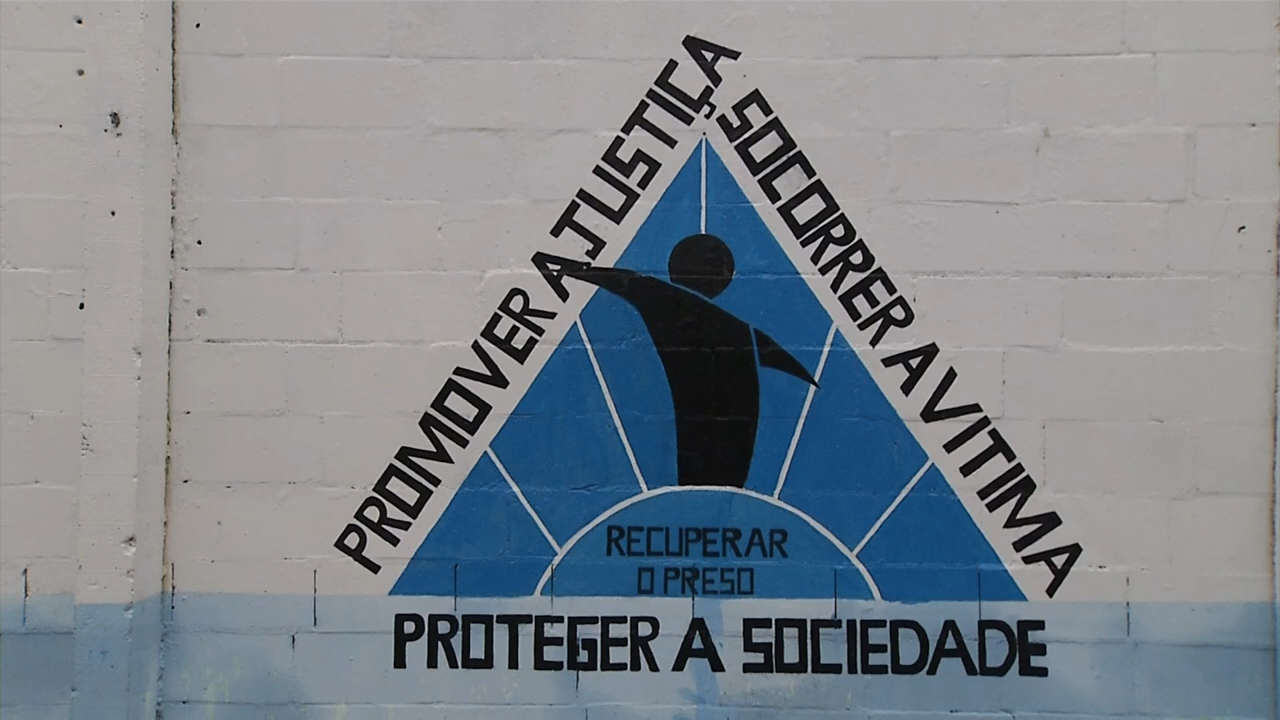 PROMOVER A JUSTIÇA
SOCORRER A VITIMA
RECUPERAR
O PRESO
PROTEGER A SOCIEDADE